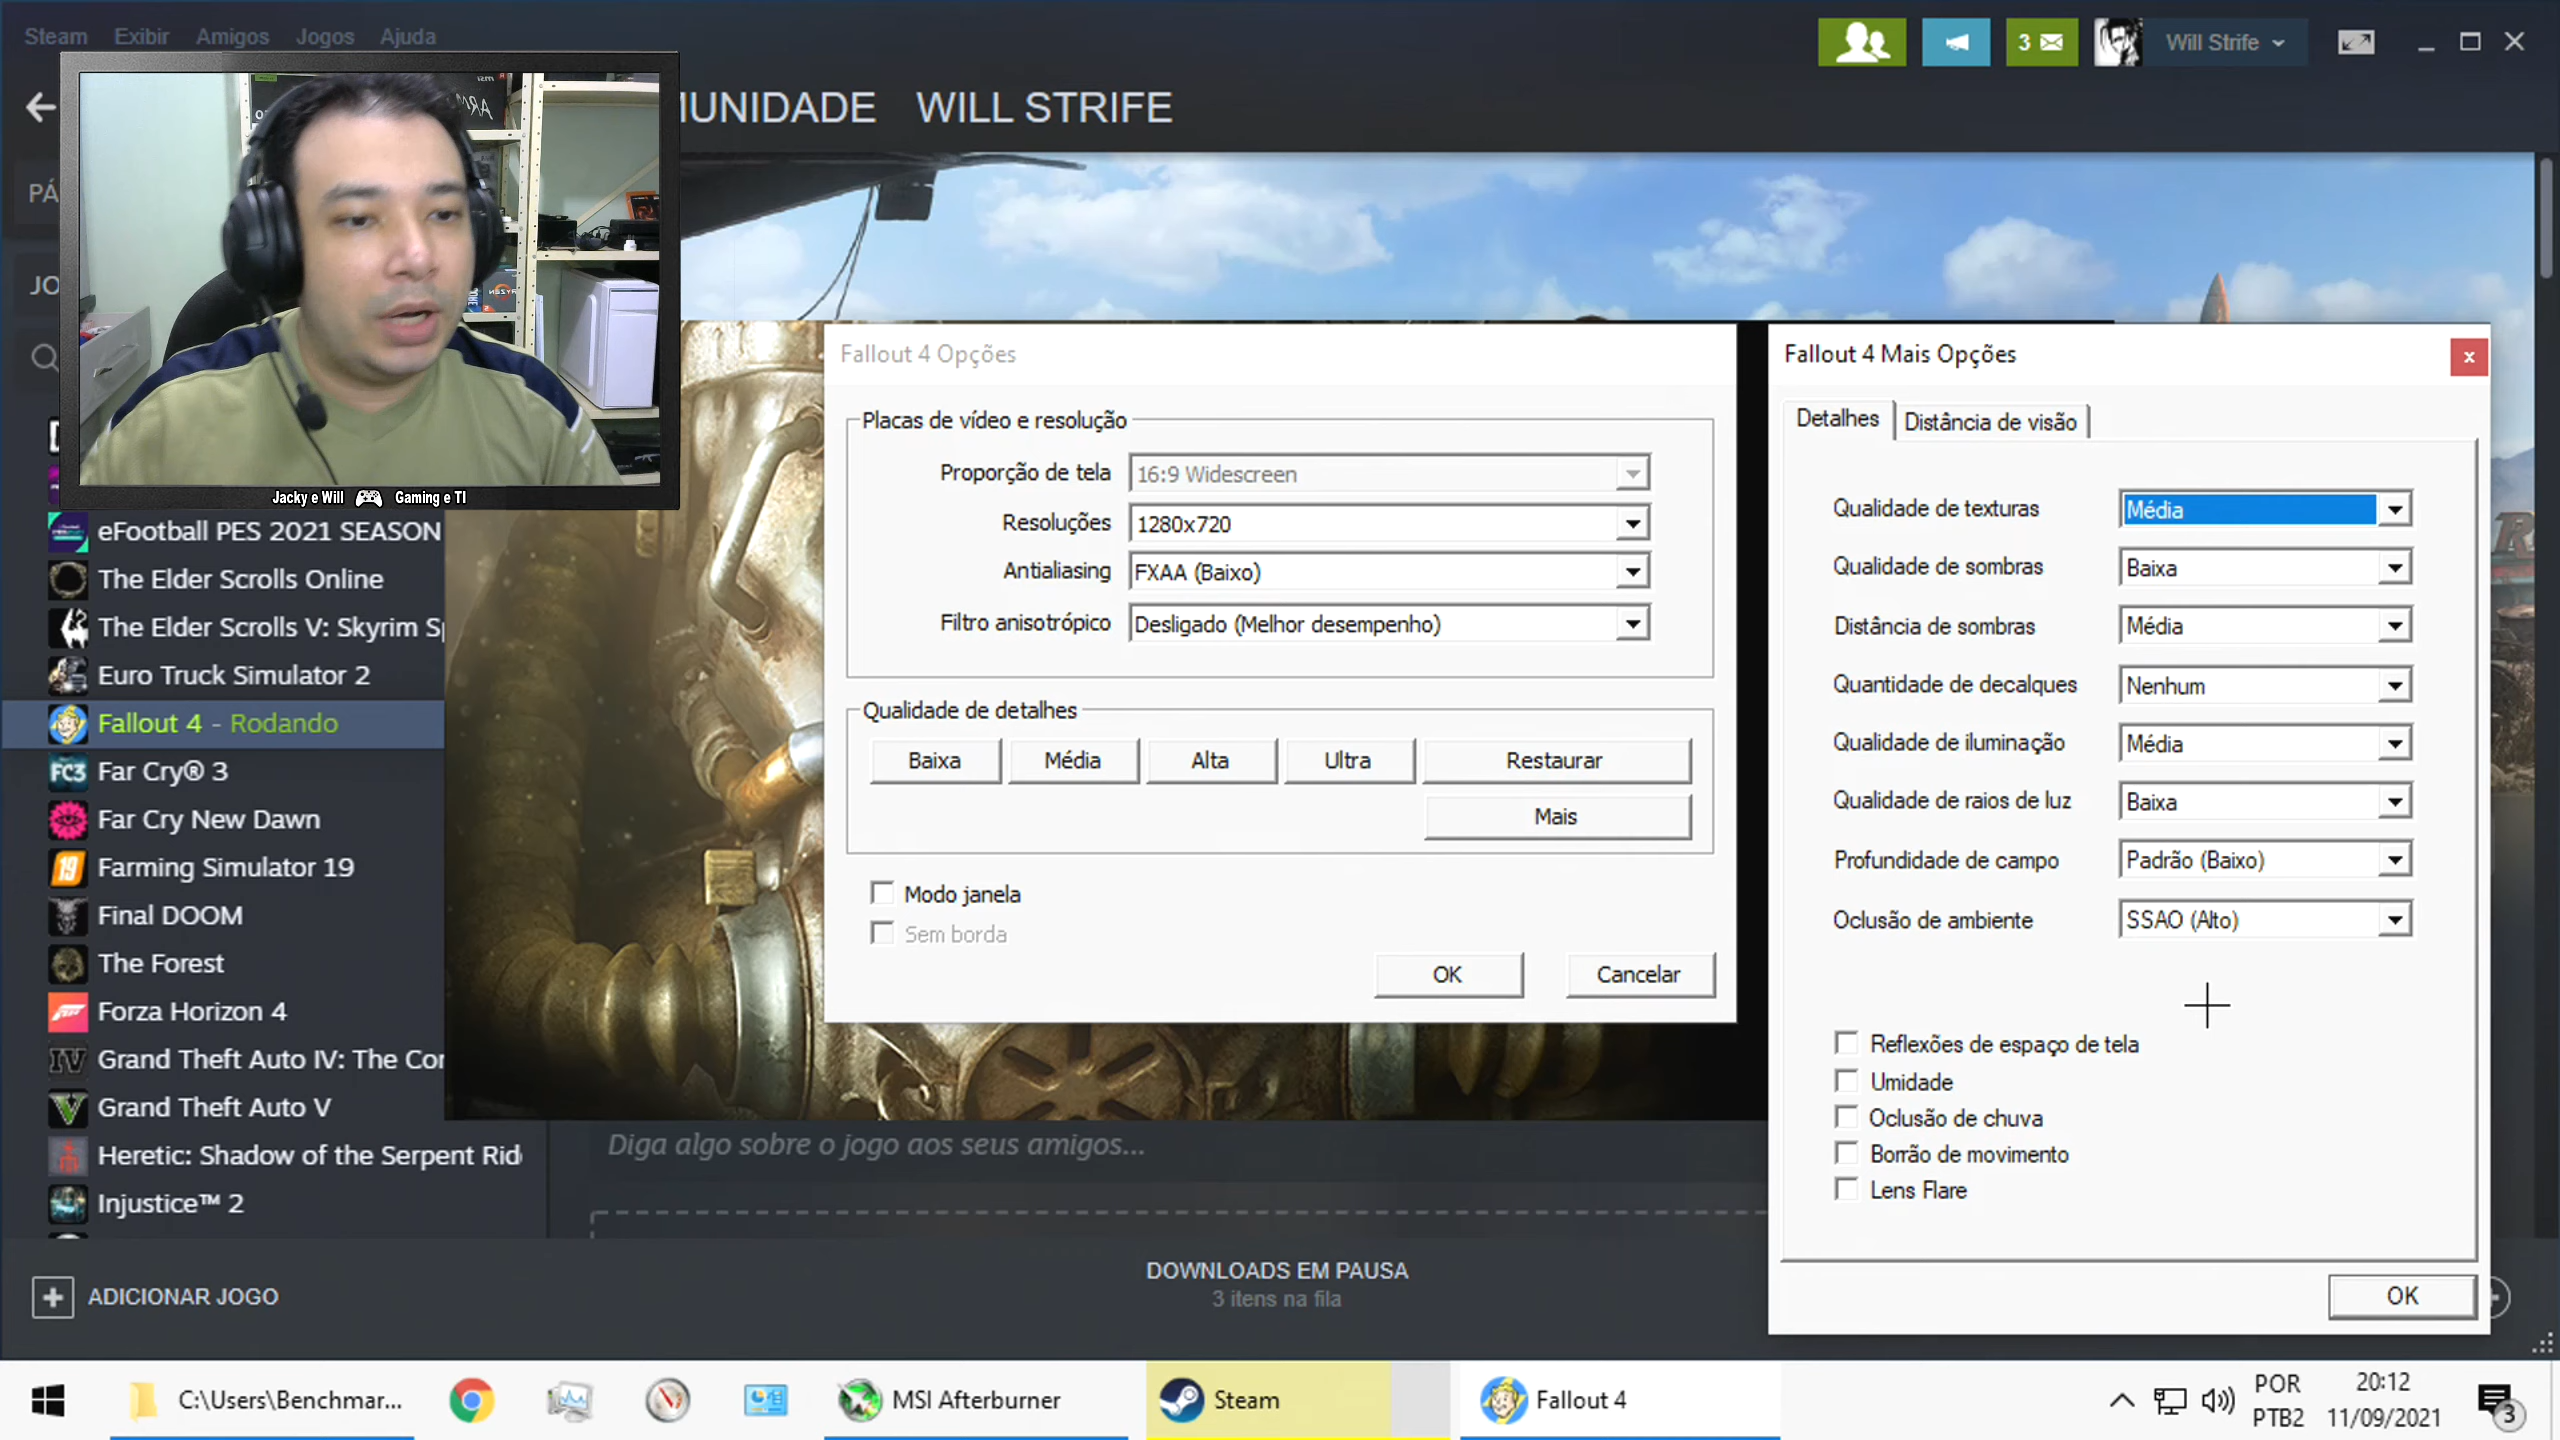 Steam Exibir Amigos Jogos Ajuda
3
Will Strife
MUNIDADE WILL STRIFE
PÁ
JO
Jacky e Will Gaming e TI
eFootball PES 2021 SEASON
The Elder Scrolls Online
The Elder Scrolls V: Skyrim Sp
Euro Truck Simulator 2
Fallout 4 - Rodando
FC3 Far Cry® 3
Far Cry New Dawn
19 Farming Simulator 19
Final DOOM
The Forest
Forza Horizon 4
IV Grand Theft Auto IV: The Cor
V Grand Theft Auto V
Heretic: Shadow of the Serpent Ride
Injustice™ 2
ADICIONAR JOGO
Fallout 4 Opções
Placas de vídeo e resolução
Proporção de tela 16:9 Widescreen
Resoluções 1280x720
Antialiasing FXAA (Baixo)
Filtro anisotrópico Desligado (Melhor desempenho)
Qualidade de detalhes
Baixa Média Alta Ultra Restaurar
Mais
Modo janela
Sem borda
OK Cancelar
Fallout 4 Mais Opções
x
Detalhes Distância de visão
Qualidade de texturas Média
Qualidade de sombras Baixa
Distância de sombras Média
Quantidade de decalques Nenhum
Qualidade de iluminação Média
Qualidade de raios de luz Baixa
Profundidade de campo Padrão (Baixo)
Oclusão de ambiente SSAO (Alto)
Reflexões de espaço de tela
Umidade
Oclusão de chuva
Borrão de movimento
Lens Flare
OK
Diga algo sobre o jogo aos seus amigos...
DOWNLOADS EM PAUSA
3 itens na fila
C:\Users\Benchmar...
MSI Afterburner
Steam
Fallout 4
POR
PTB2
20:12
11/09/2021
3